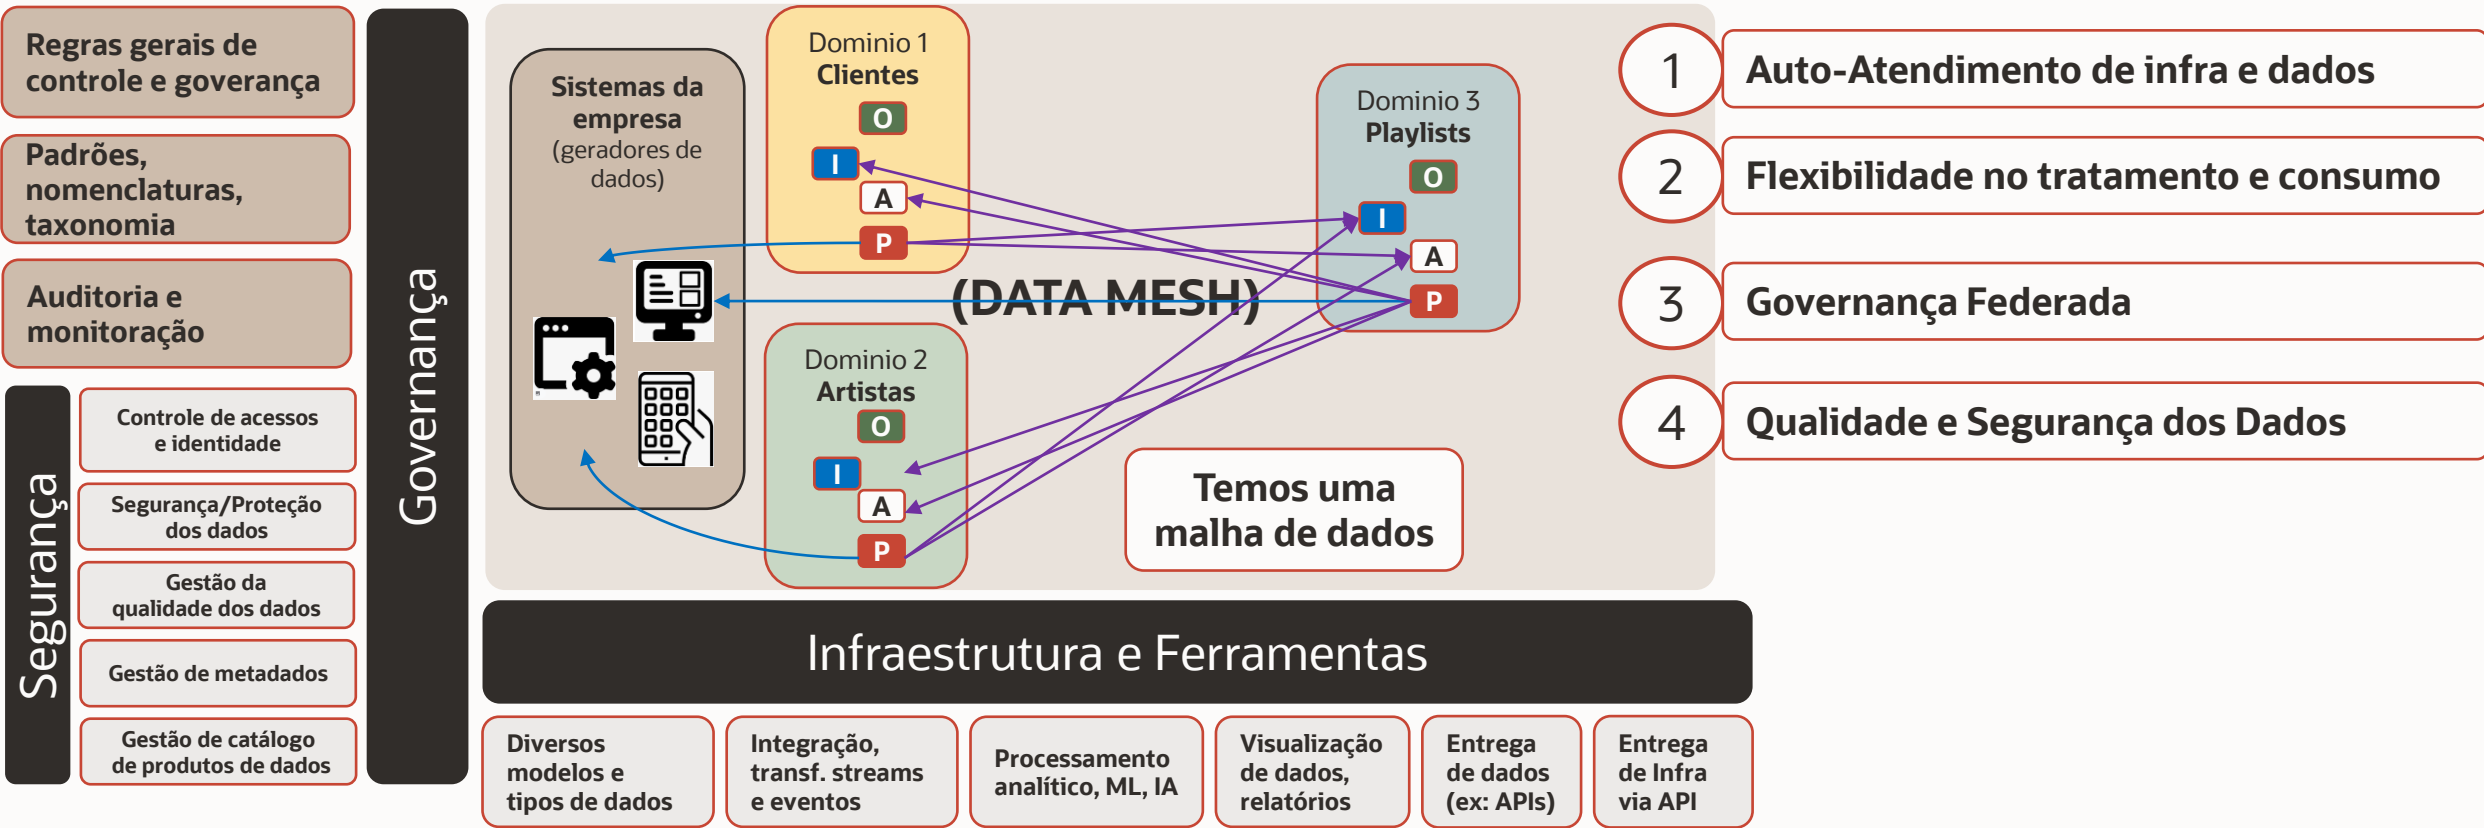 Regras gerais de
controle e goverança
Padrões,
nomenclaturas,
taxonomia
Auditoria e
monitoração
Segurança
Controle de acessos
e identidade
Segurança/Proteção
dos dados
Gestão da
qualidade dos dados
Gestão de metadados
Gestão de catálogo
de produtos de dados
Governança
Sistemas da
empresa
(geradores de
dados)
Dominio 1
Clientes
O
I
A
P
Dominio 2
Artistas
O
I
A
P
(DATA MESH)
Dominio 3
Playlists
O
I
A
P
Temos uma
malha de dados
1
Auto-Atendimento de infra e dados
2
Flexibilidade no tratamento e consumo
3
Governança Federada
4
Qualidade e Segurança dos Dados
Infraestrutura e Ferramentas
Diversos
modelos e
tipos de dados
Integração,
transf. streams
e eventos
Processamento
analítico, ML, IA
Visualização
de dados,
relatórios
Entrega
de dados
(ex: APIs)
Entrega
de Infra
via API